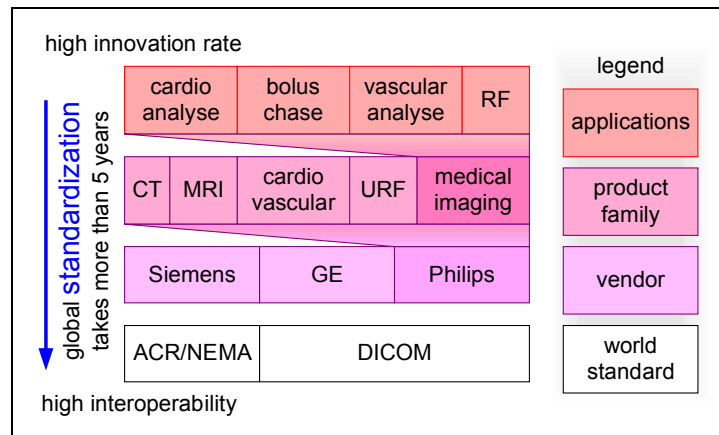 high innovation rate
cardio
analyse
bolus
chase
vascular
analyse
RF
CT
MRI
cardio
vascular
URF
medical
imaging
Siemens
GE
Philips
ACR/NEMA
DICOM
high interoperability
global standardization
takes more than 5 years
legend
applications
product
family
vendor
world
standard